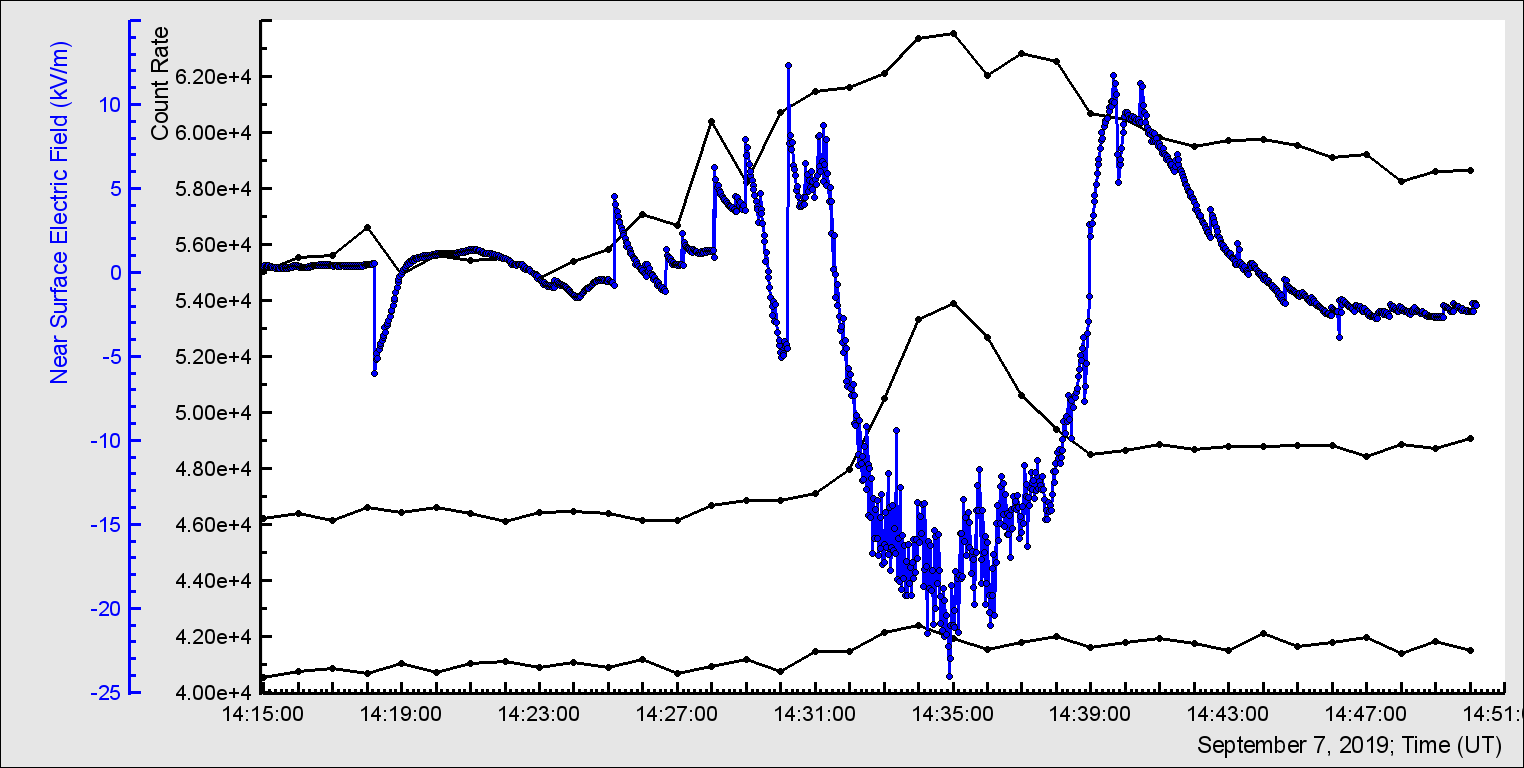 Near Surface Electric Field (kV/m)
10
5
0
-5
-10
-15
-20
-25
Count Rate
6.20e+4
6.00e+4
5.80e+4
5.60e+4
5.40e+4
5.20e+4
5.00e+4
4.80e+4
4.60e+4
4.40e+4
4.20e+4
4.00e+4
14:15:00 14:19:00 14:23:00 14:27:00 14:31:00 14:35:00 14:39:00 14:43:00 14:47:00 14:51:0
September 7, 2019; Time (UT)